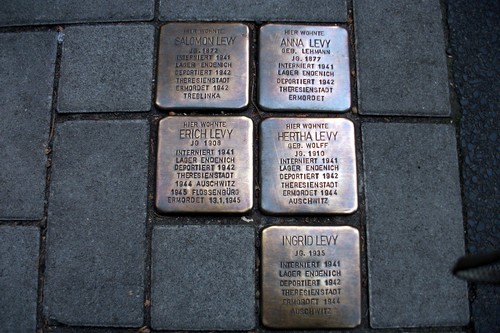 HIER WOHNTE
SALOMON LEVY
JG. 1872
INTERNIERT 1941
LAGER ENDENICH
DEPORTIERT 1942
THERESIENSTADT
ERMORDET 1942
TREBLINKA
HIER WOHNTE
ANNA LEVY
GEB. LEHMANN
JG. 1877
INTERNIERT 1941
LAGER ENDENICH
DEPORTIERT 1942
THERESIENSTADT
ERMORDET
HIER WOHNTE
ERICH LEVY
JG. 1903
INTERNIERT 1941
LAGER ENDENICH
DEPORTIERT 1942
THERESIENSTADT
1944 AUSCHWITZ
1945 FLOSSENBÜRG
ERMORDET 13.1.1945
HIER WOHNTE
HERTHA LEVY
GEB. WOLFF
JG. 1910
INTERNIERT 1941
LAGER ENDENICH
DEPORTIERT 1942
THERESIENSTADT
ERMORDET 1944
AUSCHWITZ
INGRID LEVY
JG. 1935
INTERNIERT 1941
LAGER ENDENICH
DEPORTIERT 1942
THERESIENSTADT
ERMORDET 1944
AUSCHWITZ